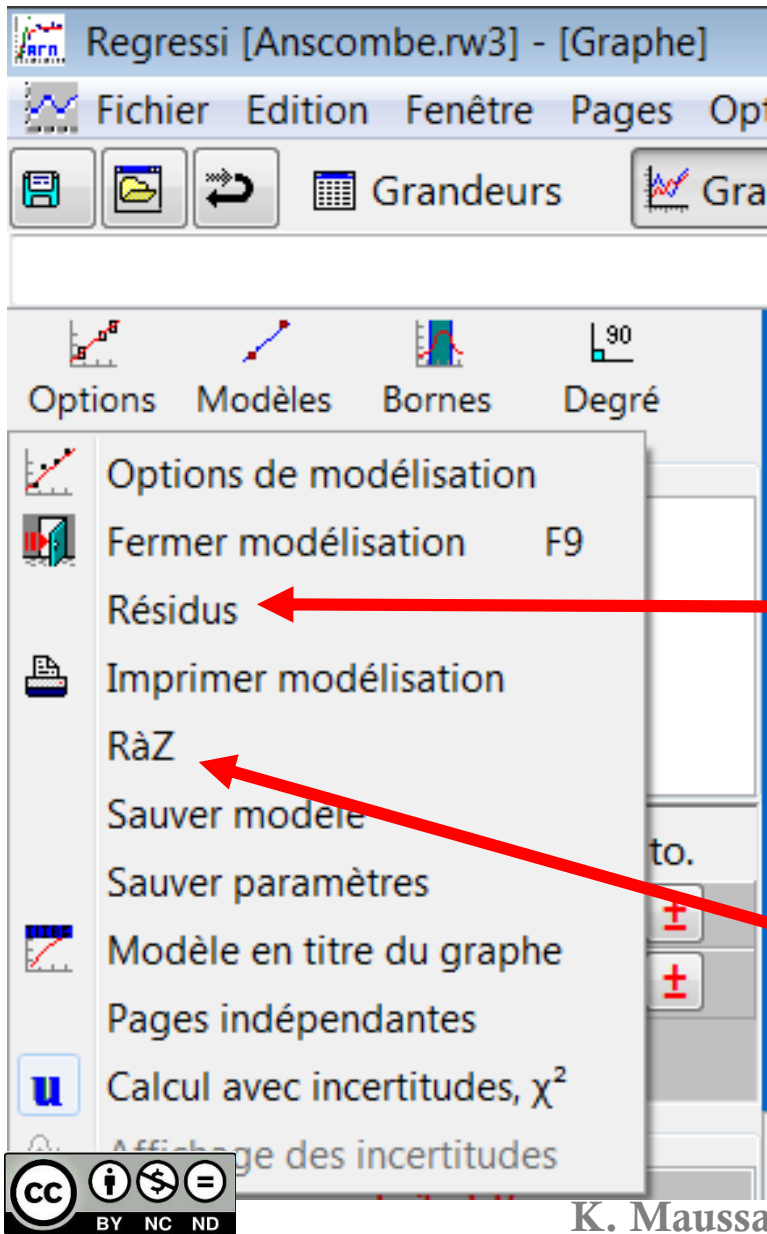 Regressi [Anscombe.rw3] - [Graphe]
Fichier Edition Fenêtre Pages
Grandeurs
90
Options Modèles Bornes Degré
Options de modélisation
Fermer modélisation F9
Résidus
Imprimer modélisation
RàZ
Sauver modèle
to.
Sauver paramètres
±
Modèle en titre du graphe
±
Pages indépendantes
u Calcul avec incertitudes, χ²
Affichage des incertitudes
cc BY NC ND
K.